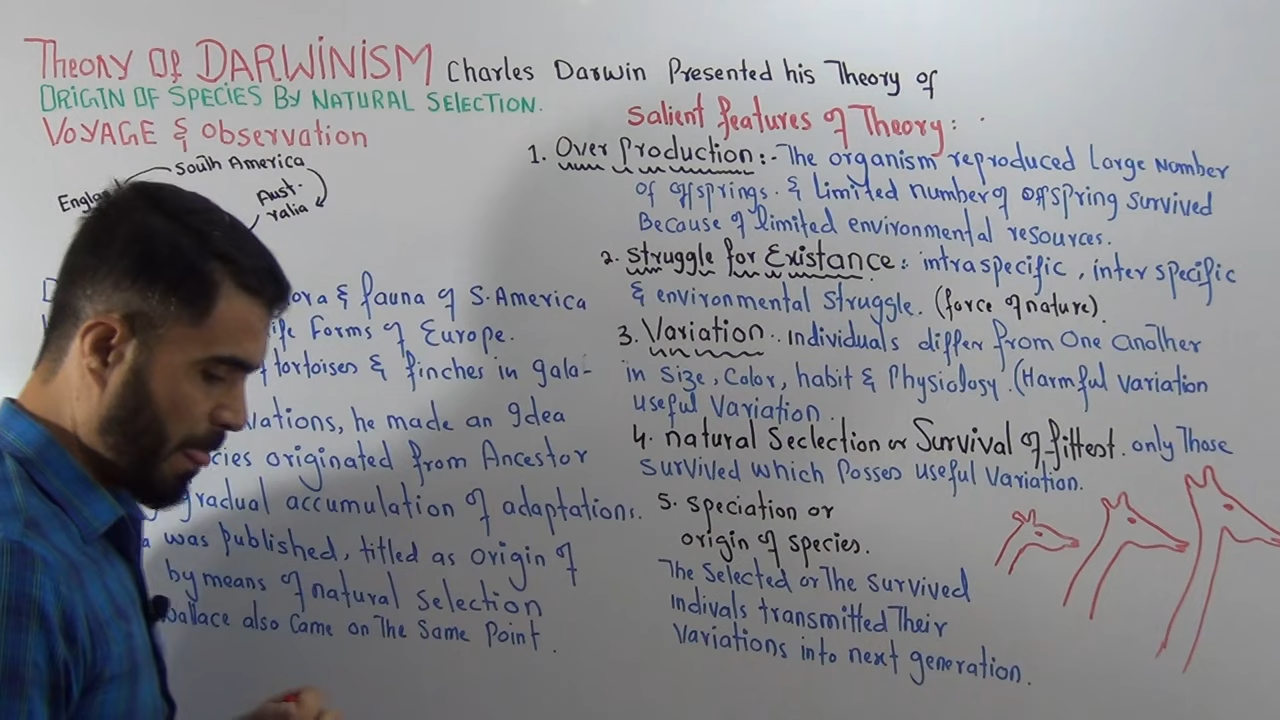 Theory Of DARWINISM Charles Darwin Presented his Theory of
ORIGIN OF SPECIES BY NATURAL SELECTION.
VOYAGE & Observation
South America
Aust-
ralia
fauna of S. America
Forms of Europe.
tortoises & finches in gala-
he made an Idea
originated from Ancestor
gradual accumulation of adaptations.
was published, titled as origin of
by means of natural selection
wallace also Came on The Same Point.
Salient features of Theory:
1. Over Production:- The organism reproduced Large Number
of offsprings. & limited number of offspring survived
Because of limited environmental resources.
2. Struggle for Existance: intraspecific, inter specific
& environmental struggle. (force of nature)
3. Variation. Individuals differ from One another
in Size, Color, habit & Physiology. (Harmful variation
useful Variation.
4. natural Seclection or Survival of fittest. only Those
Survived which Posses useful Variation.
5. Speciation or
origin of species.
The Selected or The survived
Indivals transmitted Their
Variations into next generation.